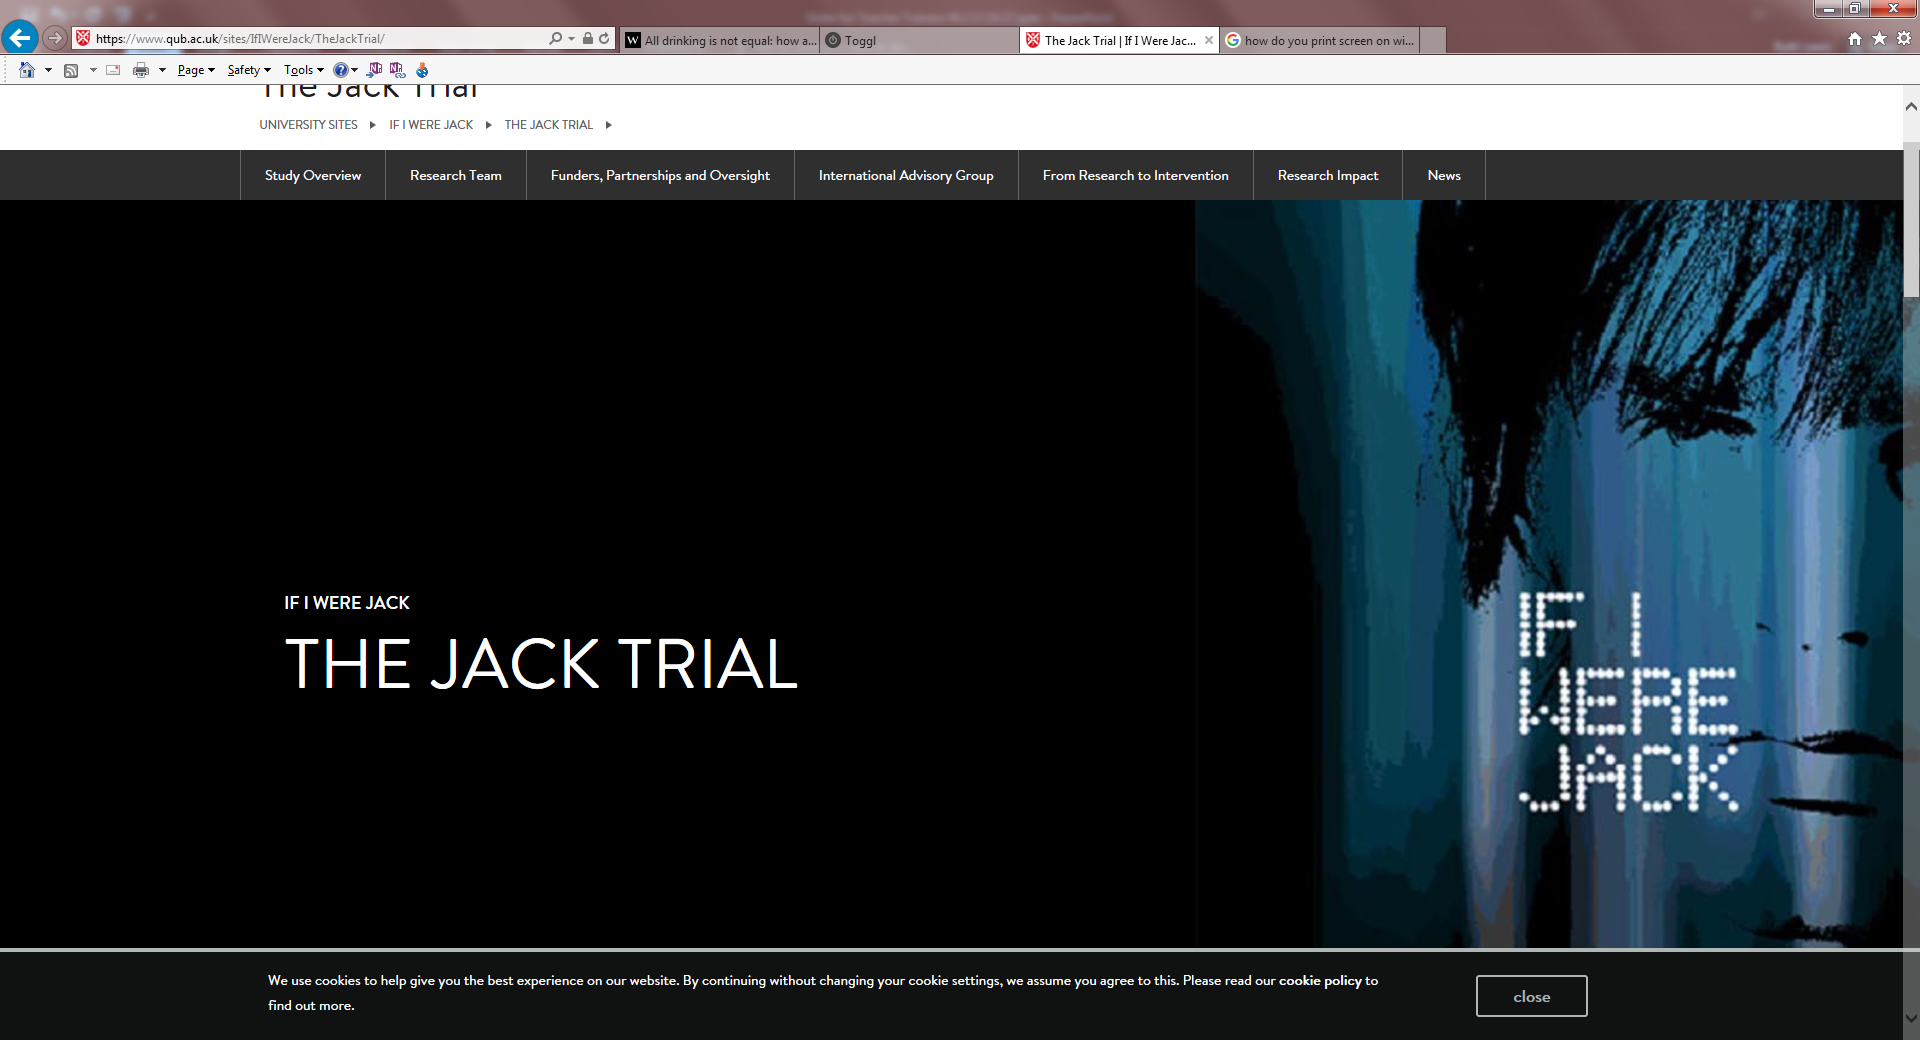 https://www.qub.ac.uk/sites/IfIWereJack/TheJackTrial/
All drinking is not equal: how a...
Toggl
The Jack Trial | If I Were Jac...
how do you print screen on wi...
Page
Safety
Tools
The Jack Trial
UNIVERSITY SITES
IF I WERE JACK
THE JACK TRIAL
Study Overview
Research Team
Funders, Partnerships and Oversight
International Advisory Group
From Research to Intervention
Research Impact
News
IF I WERE JACK
THE JACK TRIAL
IF I
WERE
JACK
We use cookies to help give you the best experience on our website. By continuing without changing your cookie settings, we assume you agree to this. Please read our cookie policy to
find out more.
close